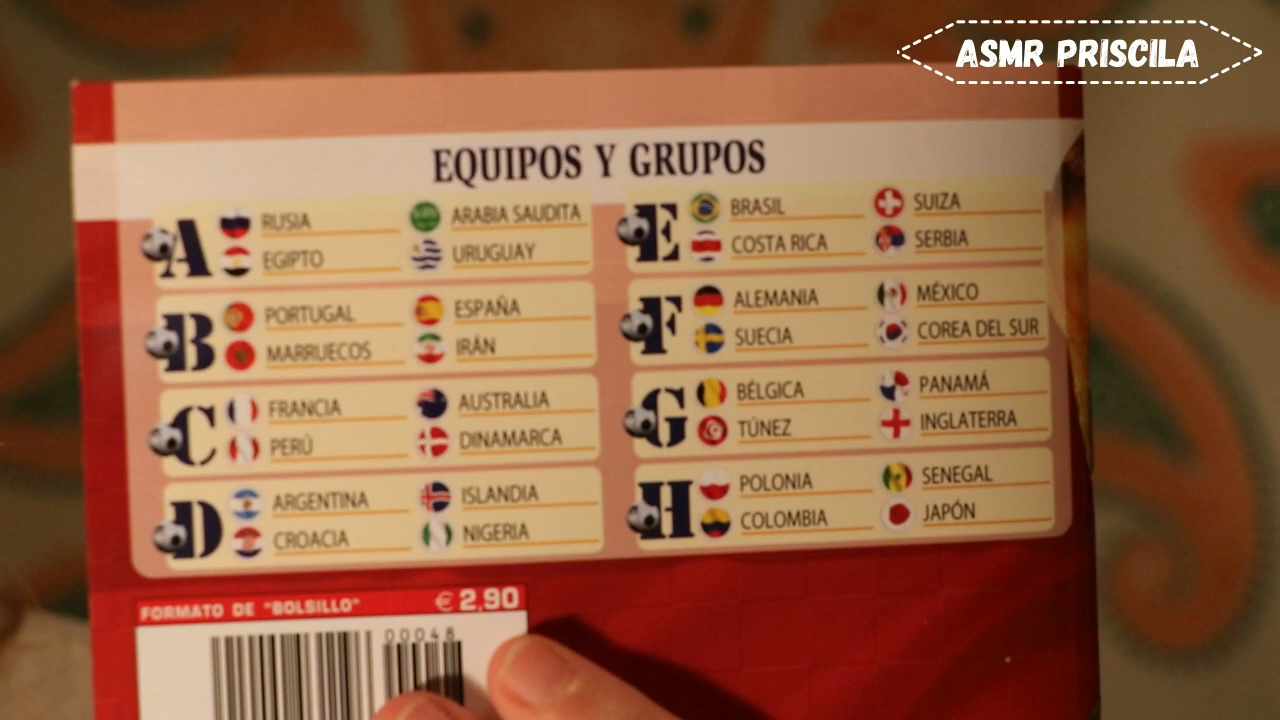 ASMR PRISCILA
EQUIPOS Y GRUPOS
A
RUSIA
ARABIA SAUDITA
EGIPTO
URUGUAY
B
PORTUGAL
ESPAÑA
MARRUECOS
IRÁN
C
FRANCIA
AUSTRALIA
PERÚ
DINAMARCA
D
ARGENTINA
ISLANDIA
CROACIA
NIGERIA
E
BRASIL
SUIZA
COSTA RICA
SERBIA
F
ALEMANIA
MÉXICO
SUECIA
COREA DEL SUR
G
BÉLGICA
PANAMÁ
TÚNEZ
INGLATERRA
H
POLONIA
SENEGAL
COLOMBIA
JAPÓN
FORMATO DE "BOLSILLO" € 2,90
00048